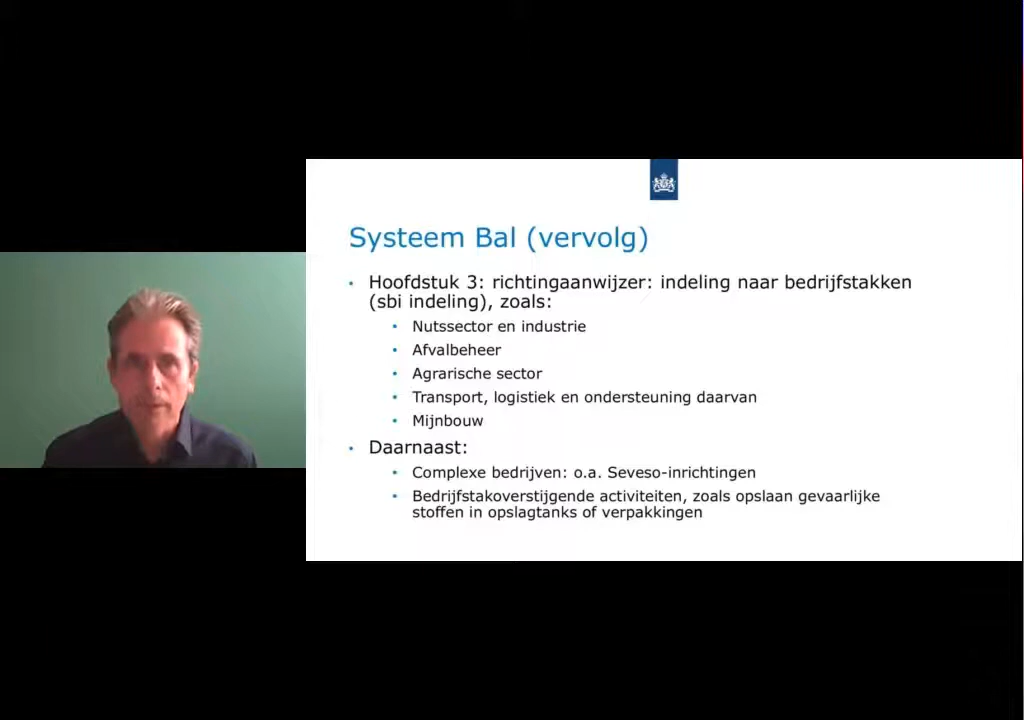 Systeem Bal (vervolg)
• Hoofdstuk 3: richtingaanwijzer: indeling naar bedrijfstakken
(sbi indeling), zoals:
• Nutssector en industrie
• Afvalbeheer
• Agrarische sector
• Transport, logistiek en ondersteuning daarvan
• Mijnbouw
• Daarnaast:
• Complexe bedrijven: o.a. Seveso-inrichtingen
• Bedrijfstakoverstijgende activiteiten, zoals opslaan gevaarlijke
stoffen in opslagtanks of verpakkingen